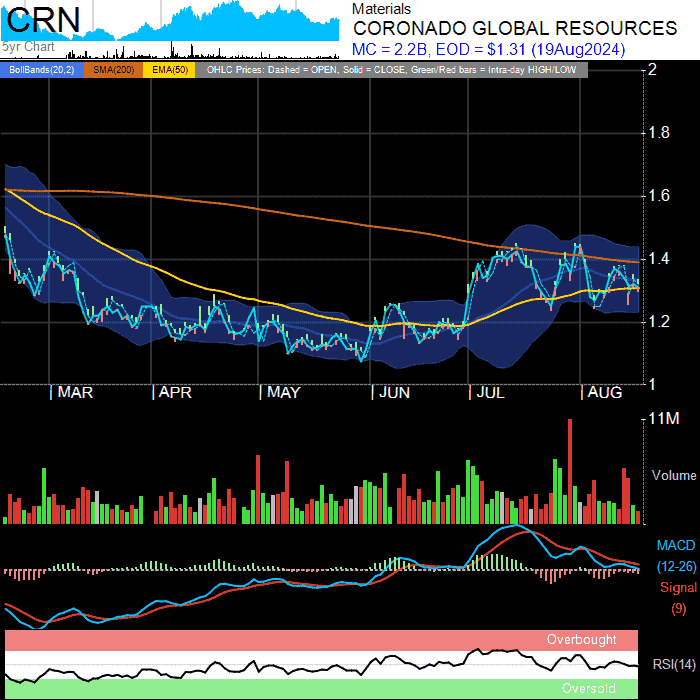 CRN
5yr Chart
Materials
CORONADO GLOBAL RESOURCES
MC = 2.2B, EOD = $1.31 (19Aug2024)
BollBands(20,2) SMA(200) EMA(50) OHLC Prices: Dashed = OPEN, Solid = CLOSE, Green/Red bars = Intra-day HIGH/LOW
2
1.8
1.6
1.4
1.2
1
MAR APR MAY JUN JUL AUG
11M
Volume
MACD
(12-26)
Signal
(9)
Overbought
RSI(14)
Oversold